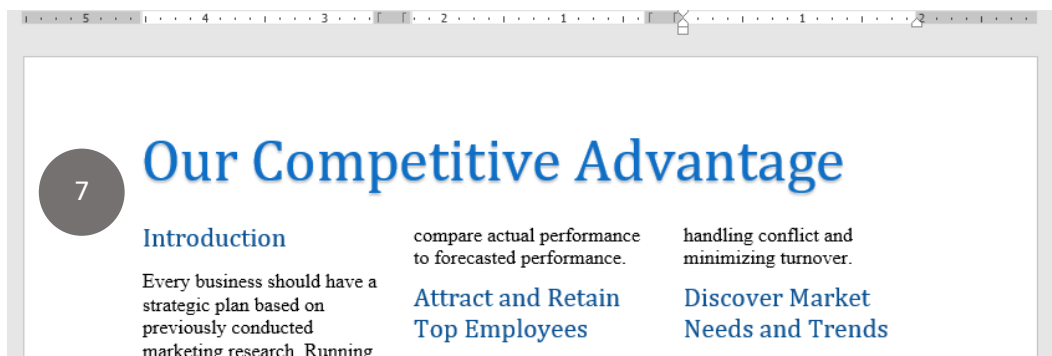 5 4 3 2 1 1 2
Our Competitive Advantage
7
Introduction
Every business should have a
strategic plan based on
previously conducted
marketing research. Running
compare actual performance
to forecasted performance.
Attract and Retain
Top Employees
handling conflict and
minimizing turnover.
Discover Market
Needs and Trends